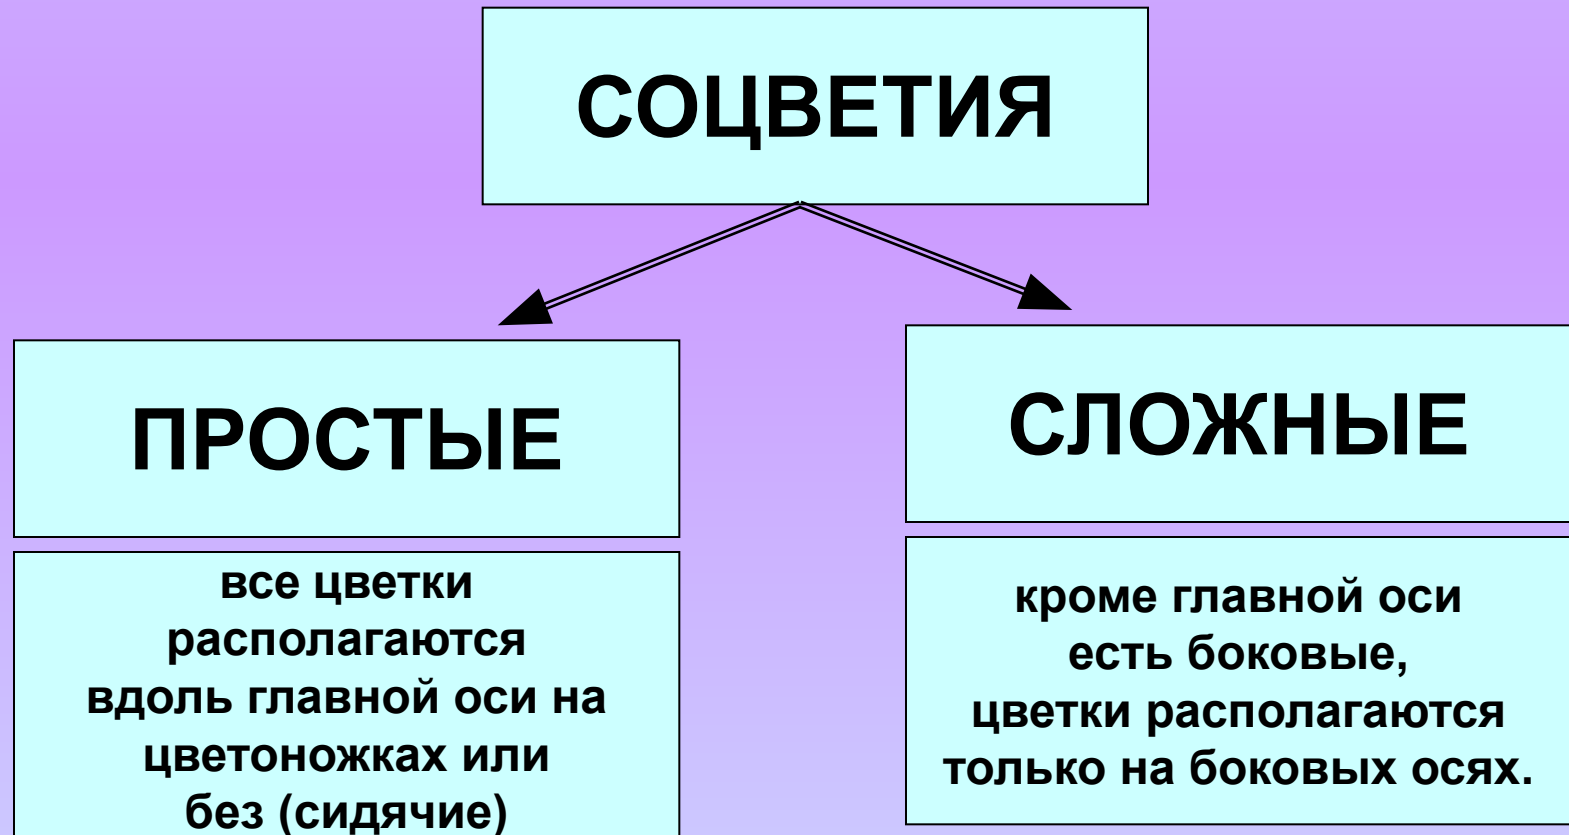 СОЦВЕТИЯ
ПРОСТЫЕ
все цветки
располагаются
вдоль главной оси на
цветоножках или
без (сидячие)
СЛОЖНЫЕ
кроме главной оси
есть боковые,
цветки располагаются
только на боковых осях.